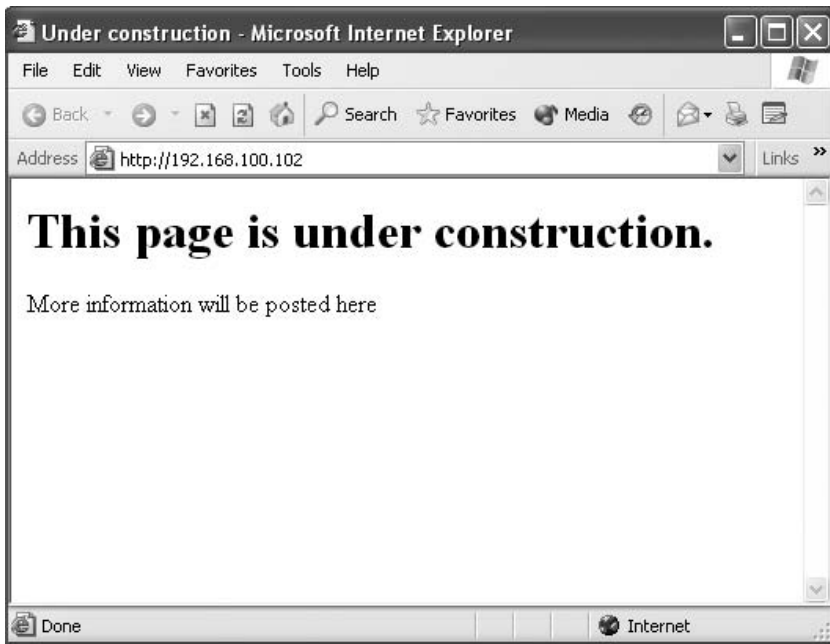 Under construction - Microsoft Internet Explorer
File Edit View Favorites Tools Help
Back Search Favorites Media
Address http://192.168.100.102 Links »
This page is under construction.
More information will be posted here
Done Internet